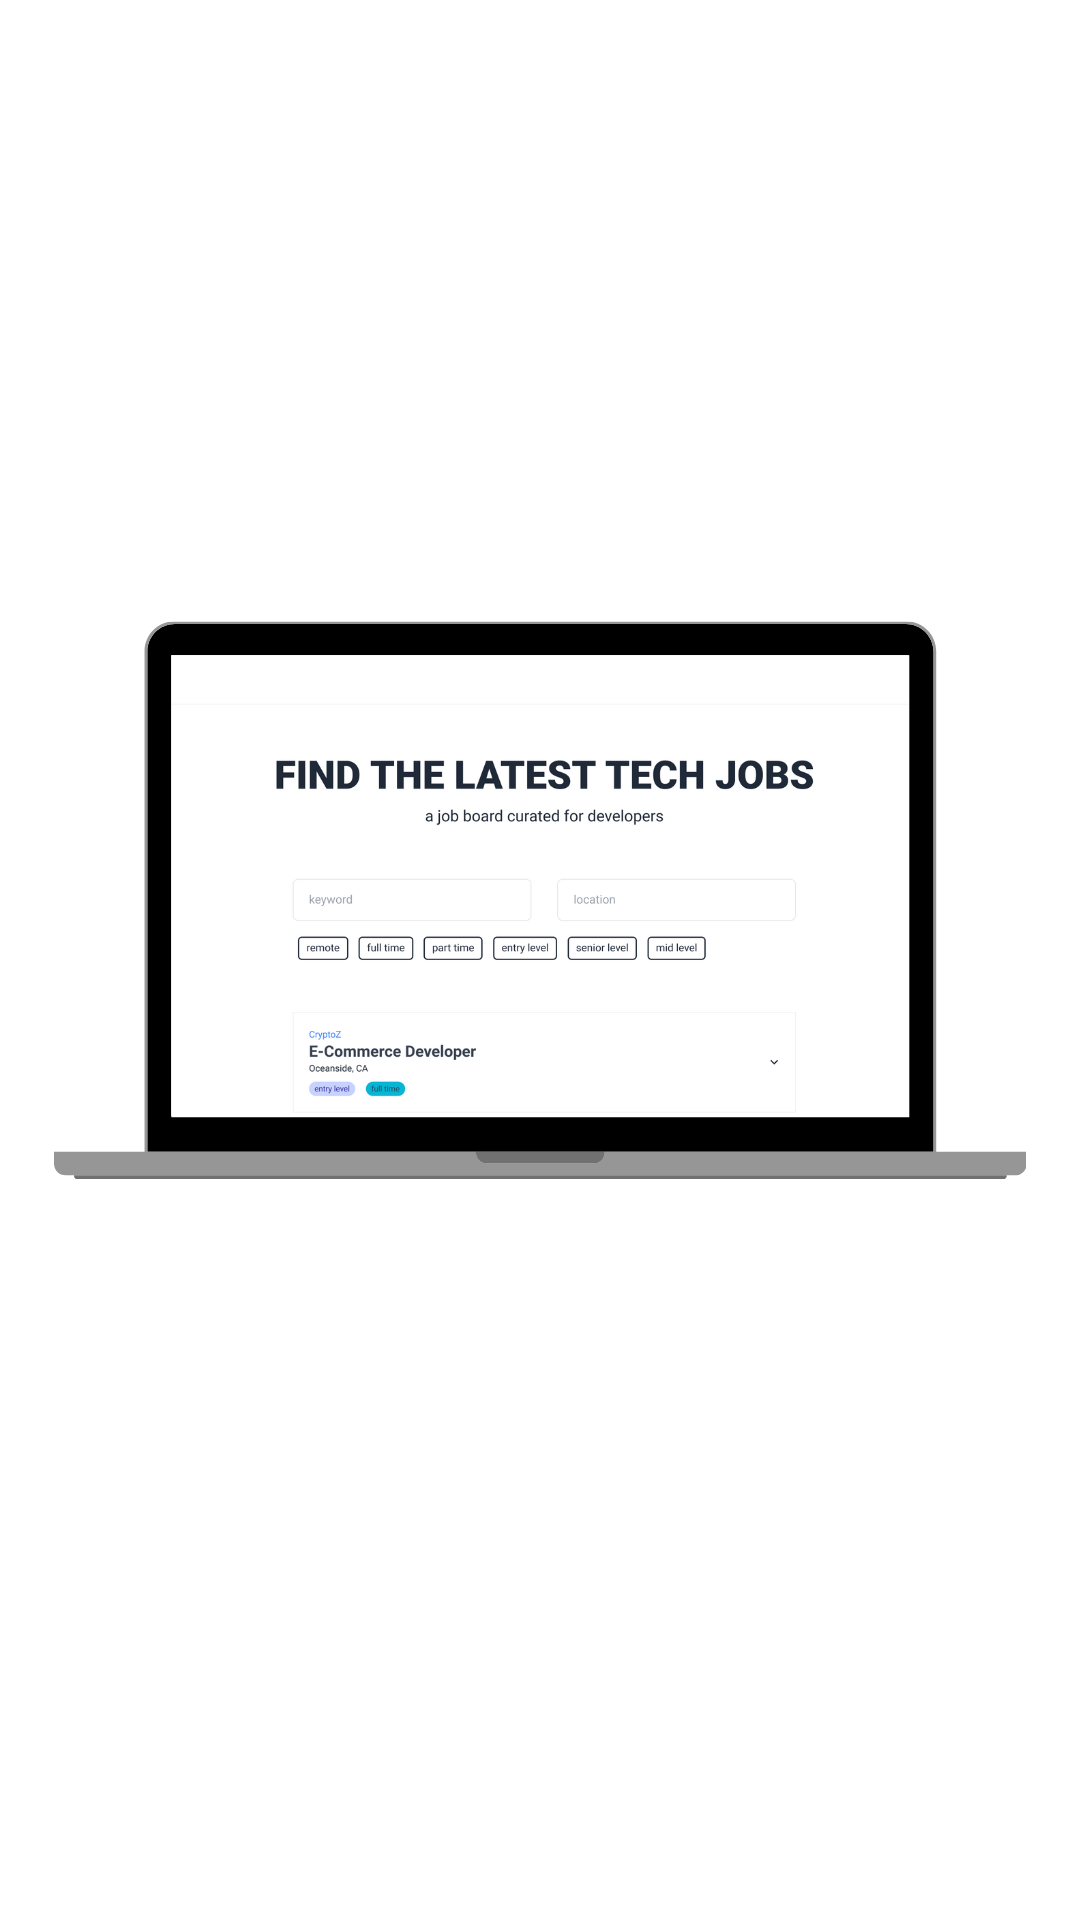 FIND THE LATEST TECH JOBS
a job board curated for developers
keyword location
remote full time part time entry level senior level mid level
CryptoZ
E-Commerce Developer
Oceanside, CA
entry level full time